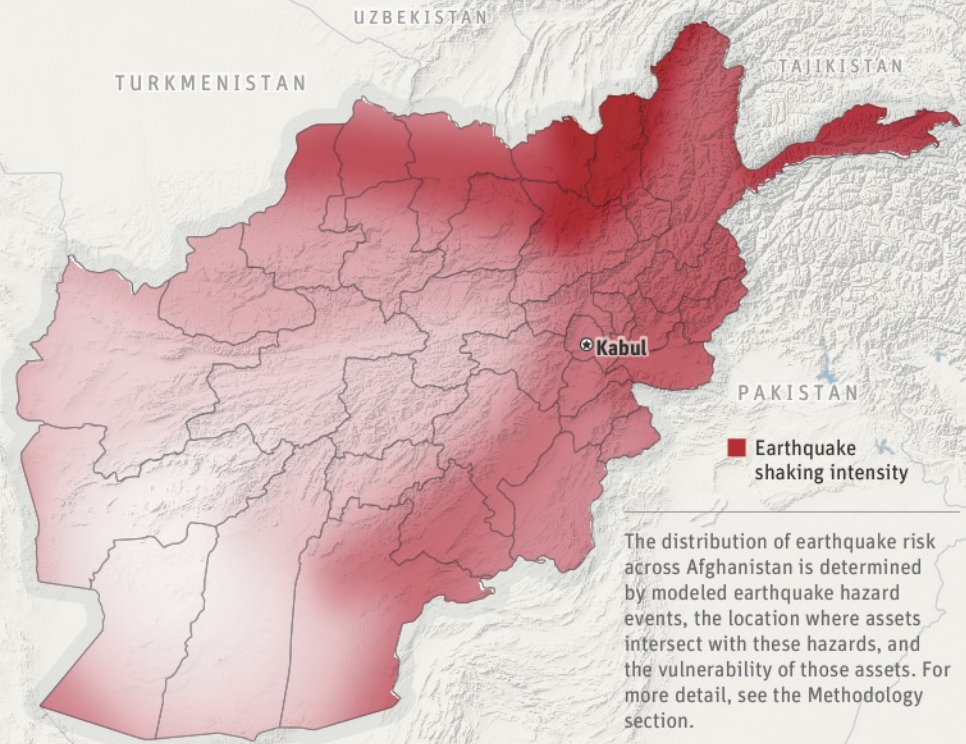 UZBEKISTAN
TAJIKISTAN
TURKMENISTAN
Kabul
PAKISTAN
Earthquake
shaking intensity
The distribution of earthquake risk
across Afghanistan is determined
by modeled earthquake hazard
events, the location where assets
intersect with these hazards, and
the vulnerability of those assets. For
more detail, see the Methodology
section.